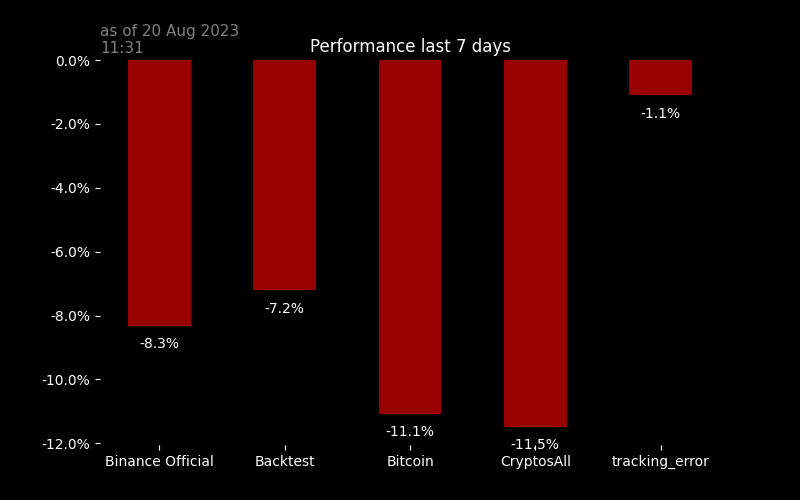 as of 20 Aug 2023
11:31
Performance last 7 days
0.0%
-2.0%
-4.0%
-6.0%
-8.0%
-10.0%
-12.0%
-8.3%
-7.2%
-11.1%
-11.5%
-1.1%
Binance Official
Backtest
Bitcoin
CryptosAll
tracking_error